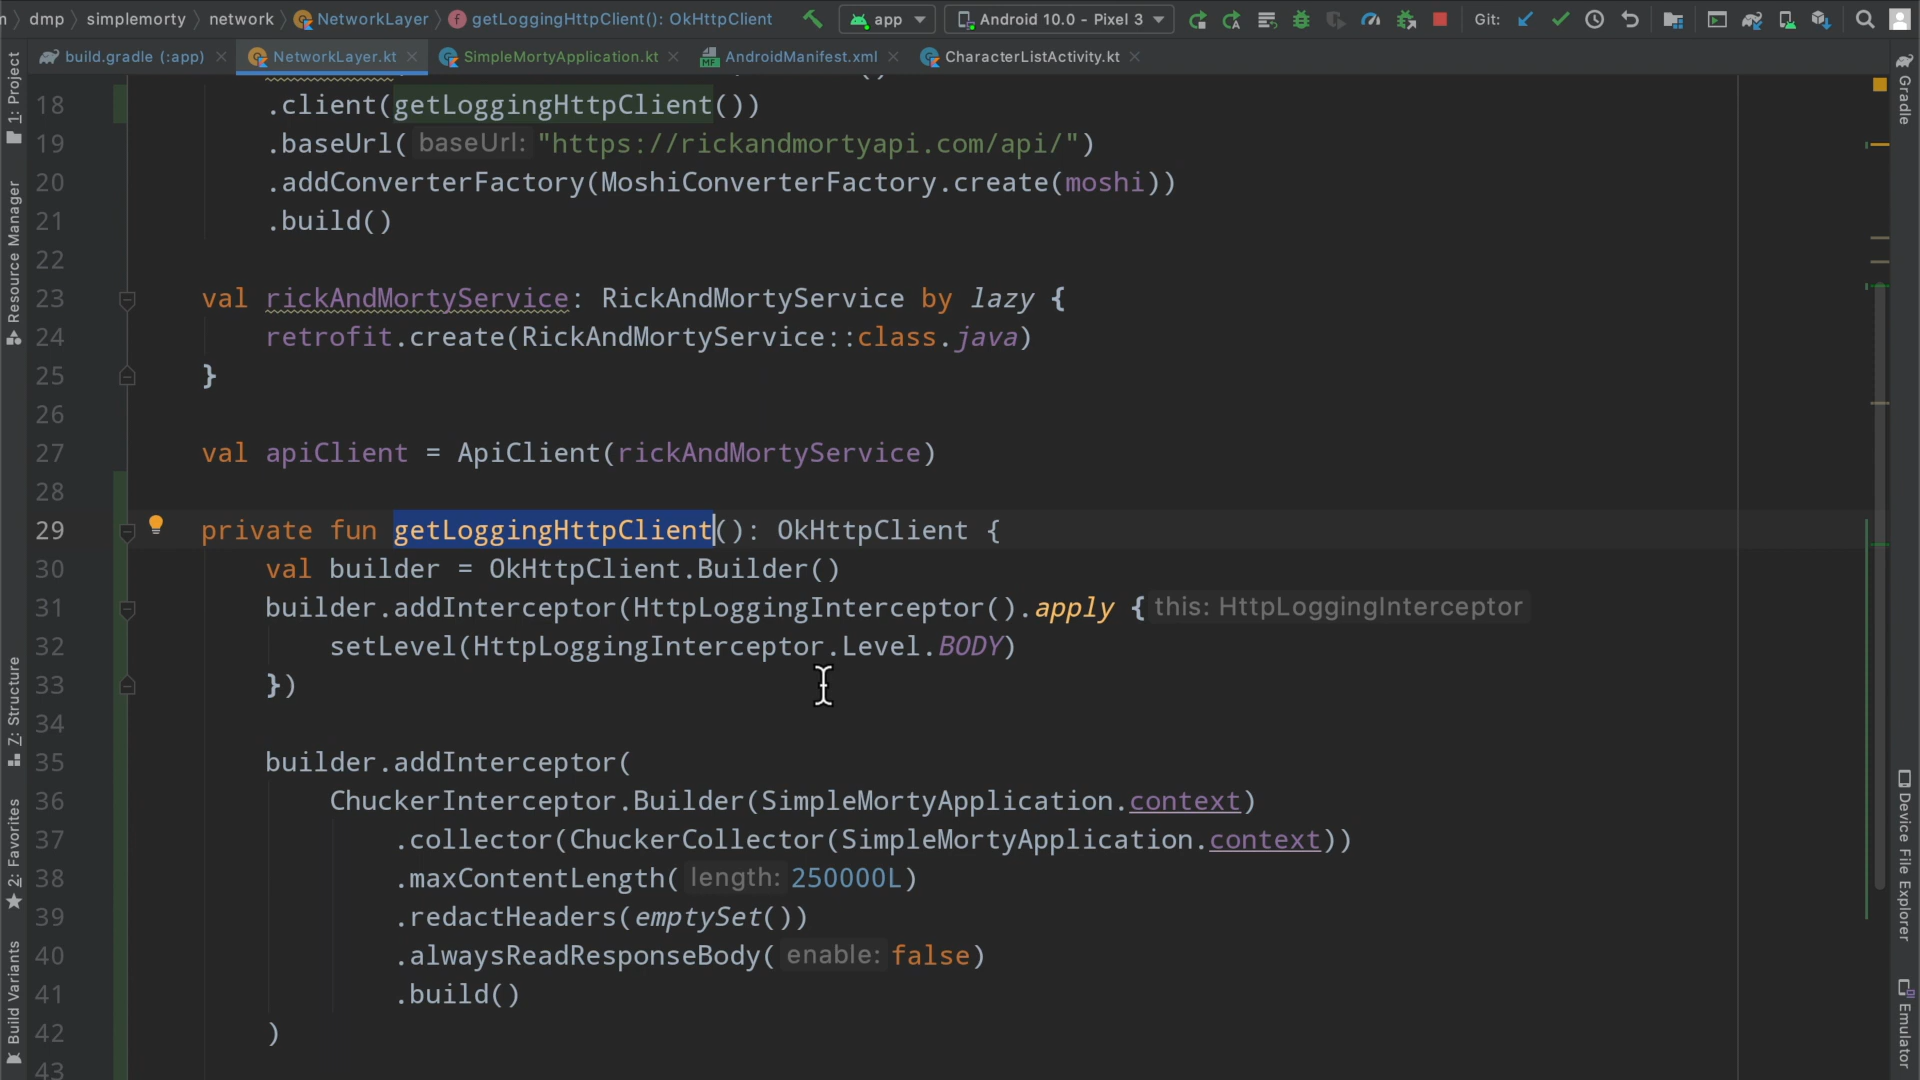 dmp simplemorty network NetworkLayer getLoggingHttpClient(): OkHttpClient app Android 10.0 - Pixel 3 Git:
build.gradle (:app) NetworkLayer.kt SimpleMortyApplication.kt AndroidManifest.xml CharacterListActivity.kt
1: Project
Resource Manager
Z: Structure
2: Favorites
Build Variants
18 .client(getLoggingHttpClient())
19 .baseUrl( baseUrl: "https://rickandmortyapi.com/api/")
20 .addConverterFactory(MoshiConverterFactory.create(moshi))
21 .build()
22
23 val rickAndMortyService: RickAndMortyService by lazy {
24 retrofit.create(RickAndMortyService::class.java)
25 }
26
27 val apiClient = ApiClient(rickAndMortyService)
28
29 private fun getLoggingHttpClient(): OkHttpClient {
30 val builder = OkHttpClient.Builder()
31 builder.addInterceptor(HttpLoggingInterceptor().apply { this: HttpLoggingInterceptor
32 setLevel(HttpLoggingInterceptor.Level.BODY)
33 })
34
35 builder.addInterceptor(
36 ChuckerInterceptor.Builder(SimpleMortyApplication.context)
37 .collector(ChuckerCollector(SimpleMortyApplication.context))
38 .maxContentLength( length: 250000L)
39 .redactHeaders(emptySet())
40 .alwaysReadResponseBody( enable: false)
41 .build()
42 )
43
Gradle
Device File Explorer
Emulator